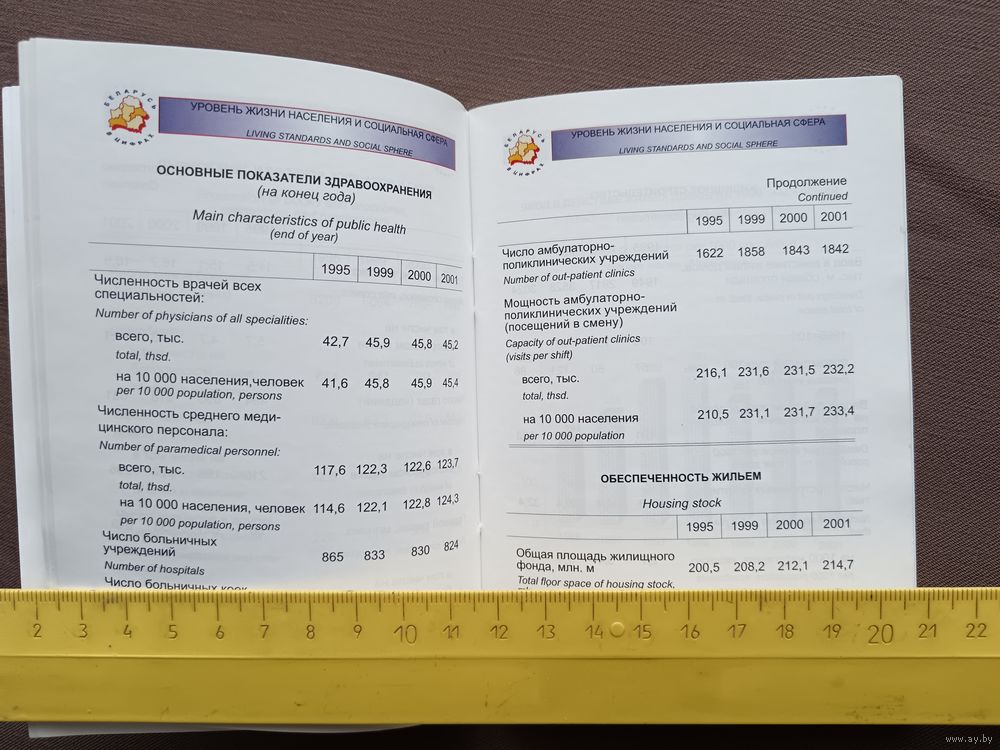 БЕЛАРУСЬ
В ЦИФРАХ
УРОВЕНЬ ЖИЗНИ НАСЕЛЕНИЯ И СОЦИАЛЬНАЯ СФЕРА
LIVING STANDARDS AND SOCIAL SPHERE
ОСНОВНЫЕ ПОКАЗАТЕЛИ ЗДРАВООХРАНЕНИЯ
(на конец года)
Main characteristics of public health
(end of year)
1995 1999 2000 2001
Численность врачей всех
специальностей:
Number of physicians of all specialities:
всего, тыс. 42,7 45,9 45,8 45,2
total, thsd.
на 10 000 населения,человек 41,6 45,8 45,9 45,4
per 10 000 population, persons
Численность среднего меди-
цинского персонала:
Number of paramedical personnel:
всего, тыс. 117,6 122,3 122,6 123,7
total, thsd.
на 10 000 населения, человек 114,6 122,1 122,8 124,3
per 10 000 population, persons
Число больничных
учреждений 865 833 830 824
Number of hospitals
Число больничных коек
БЕЛАРУСЬ
В ЦИФРАХ
УРОВЕНЬ ЖИЗНИ НАСЕЛЕНИЯ И СОЦИАЛЬНАЯ СФЕРА
LIVING STANDARDS AND SOCIAL SPHERE
Продолжение
Continued
1995 1999 2000 2001
Число амбулаторно-
поликлинических учреждений 1622 1858 1843 1842
Number of out-patient clinics
Мощность амбулаторно-
поликлинических учреждений
(посещений в смену)
Capacity of out-patient clinics
(visits per shift)
всего, тыс. 216,1 231,6 231,5 232,2
total, thsd.
на 10 000 населения 210,5 231,1 231,7 233,4
per 10 000 population
ОБЕСПЕЧЕННОСТЬ ЖИЛЬЕМ
Housing stock
1995 1999 2000 2001
Общая площадь жилищного
фонда, млн. м 200,5 208,2 212,1 214,7
Total floor space of housing stock,
2 3 4 5 6 7 8 9 10 11 12 13 14 15 16 17 18 19 20 21 22
www.ay.by